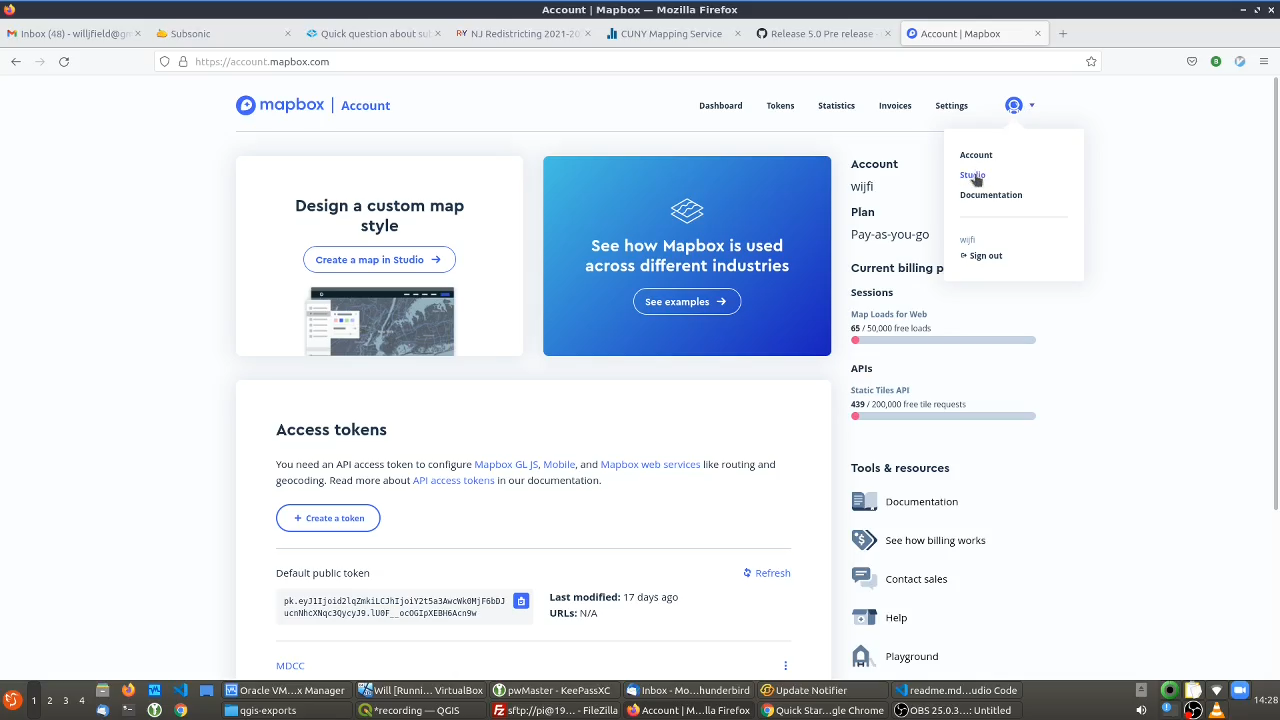 Account | Mapbox — Mozilla Firefox
Inbox (48) - willjfield@gm
Subsonic
Quick question about sul
NJ Redistricting 2021-20
CUNY Mapping Service
Release 5.0 Pre release
Account | Mapbox
https://account.mapbox.com
mapbox | Account
Dashboard
Tokens
Statistics
Invoices
Settings
Account
Studio
Documentation
wijfi
Sign out
Design a custom map
style
Create a map in Studio →
See how Mapbox is used
across different industries
See examples →
Account
wijfi
Plan
Pay-as-you-go
Current billing p
Sessions
Map Loads for Web
65 / 50,000 free loads
APIs
Static Tiles API
439 / 200,000 free tile requests
Tools & resources
Documentation
See how billing works
Contact sales
Help
Playground
Access tokens
You need an API access token to configure Mapbox GL JS, Mobile, and Mapbox web services like routing and
geocoding. Read more about API access tokens in our documentation.
+ Create a token
Default public token
Refresh
Last modified: 17 days ago
URLs: N/A
MDCC
1 2 3 4
Oracle VM...x Manager
Will [Runni... VirtualBox
pwMaster - KeePassXC
Inbox - Mo...hunderbird
Update Notifier
readme.md...udio Code
qgis-exports
*recording — QGIS
sftp://pi@19... - FileZilla
Account | M...lla Firefox
Quick Star...gle Chrome
OBS 25.0.3...: Untitled
14:28